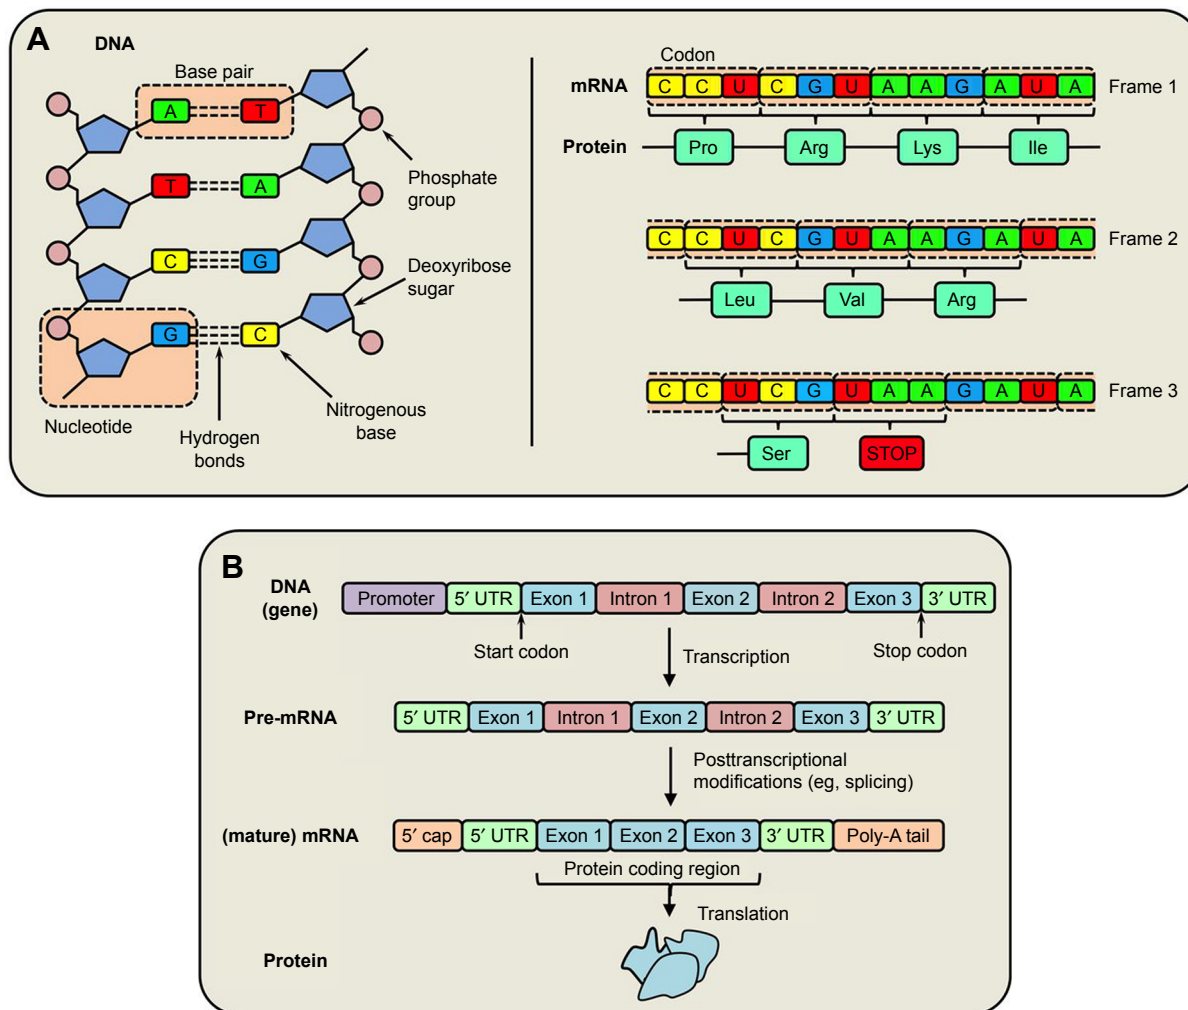 A
DNA
Base pair
A
T
T
A
C
G
G
C
Phosphate
group
Deoxyribose
sugar
Nitrogenous
base
Hydrogen
bonds
Nucleotide
Codon
mRNA
C C U C G U A A G A U A
Frame 1
Protein
Pro
Arg
Lys
Ile
C C U C G U A A G A U A
Frame 2
Leu
Val
Arg
C C U C G U A A G A U A
Frame 3
Ser
STOP
B
DNA
(gene)
Promoter
5′ UTR
Exon 1
Intron 1
Exon 2
Intron 2
Exon 3
3′ UTR
Start codon
Stop codon
Transcription
Pre-mRNA
5′ UTR
Exon 1
Intron 1
Exon 2
Intron 2
Exon 3
3′ UTR
Posttranscriptional
modifications (eg, splicing)
(mature) mRNA
5′ cap
5′ UTR
Exon 1
Exon 2
Exon 3
3′ UTR
Poly-A tail
Protein coding region
Translation
Protein